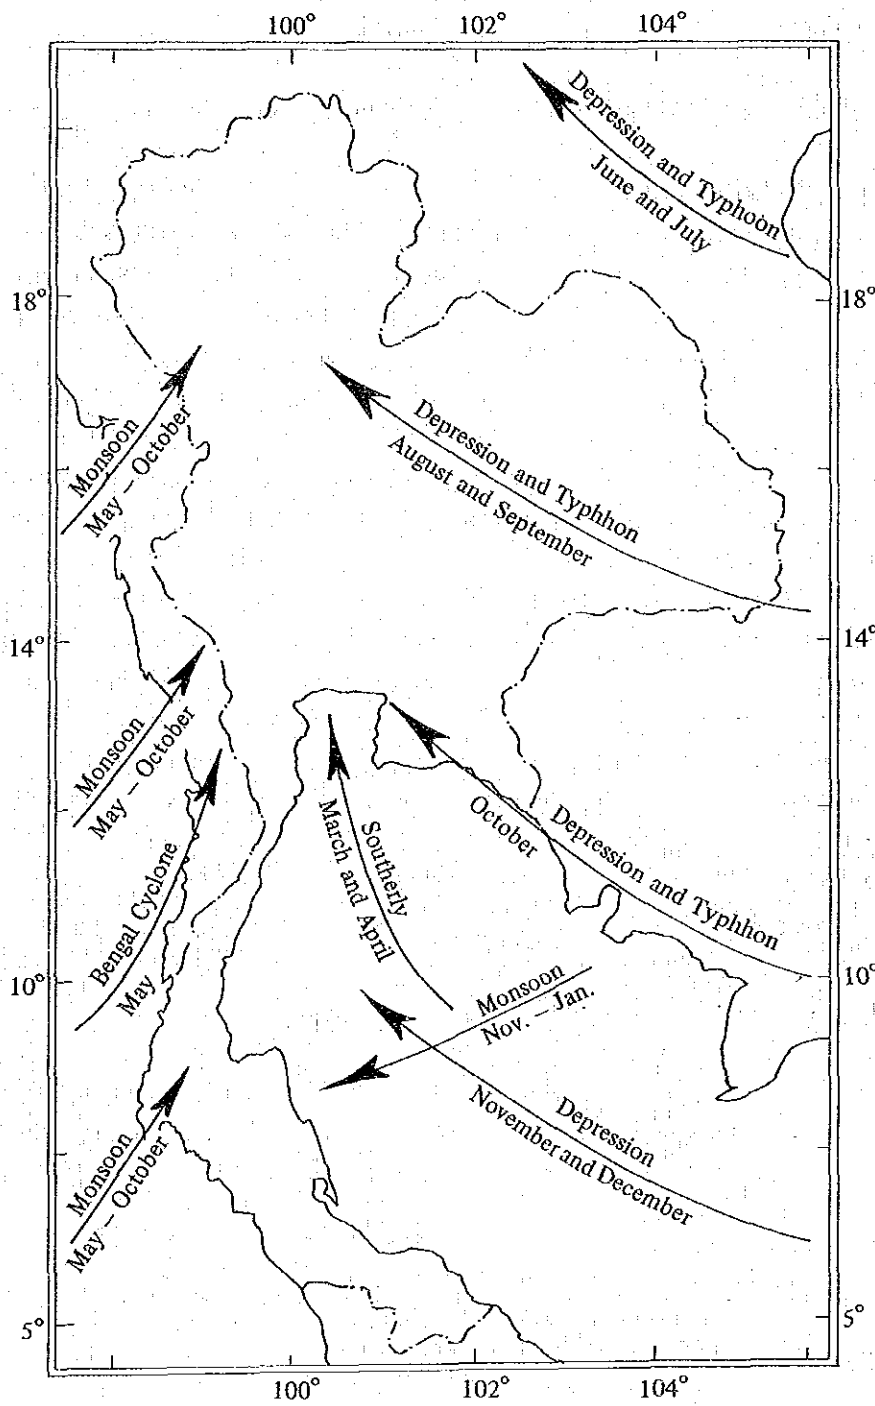 100°
102°
104°
Depression and Typhoon
June and July
18°
18°
Monsoon
May – October
Depression and Typhhon
August and September
14°
14°
Monsoon
May – October
Bengal Cyclone
May
Southerly
March and April
October
Depression and Typhhon
10°
10°
Monsoon
Nov. – Jan.
Depression
November and December
Monsoon
May – October
5°
5°
100°
102°
104°